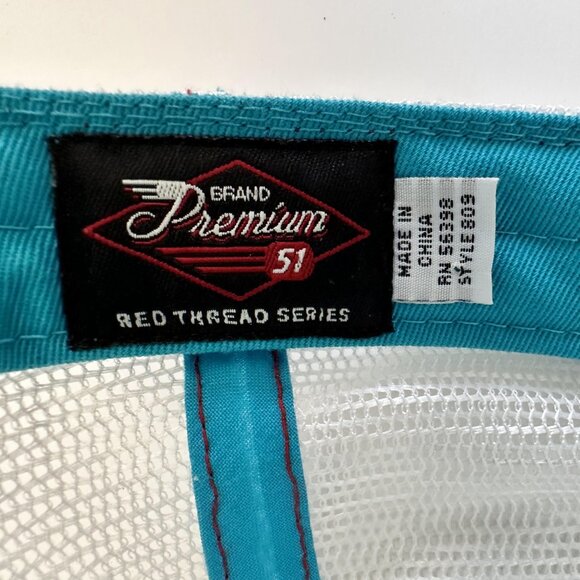 BRAND
Premium
51
RED THREAD SERIES
MADE IN
CHINA
RN 56398
STYLE 809